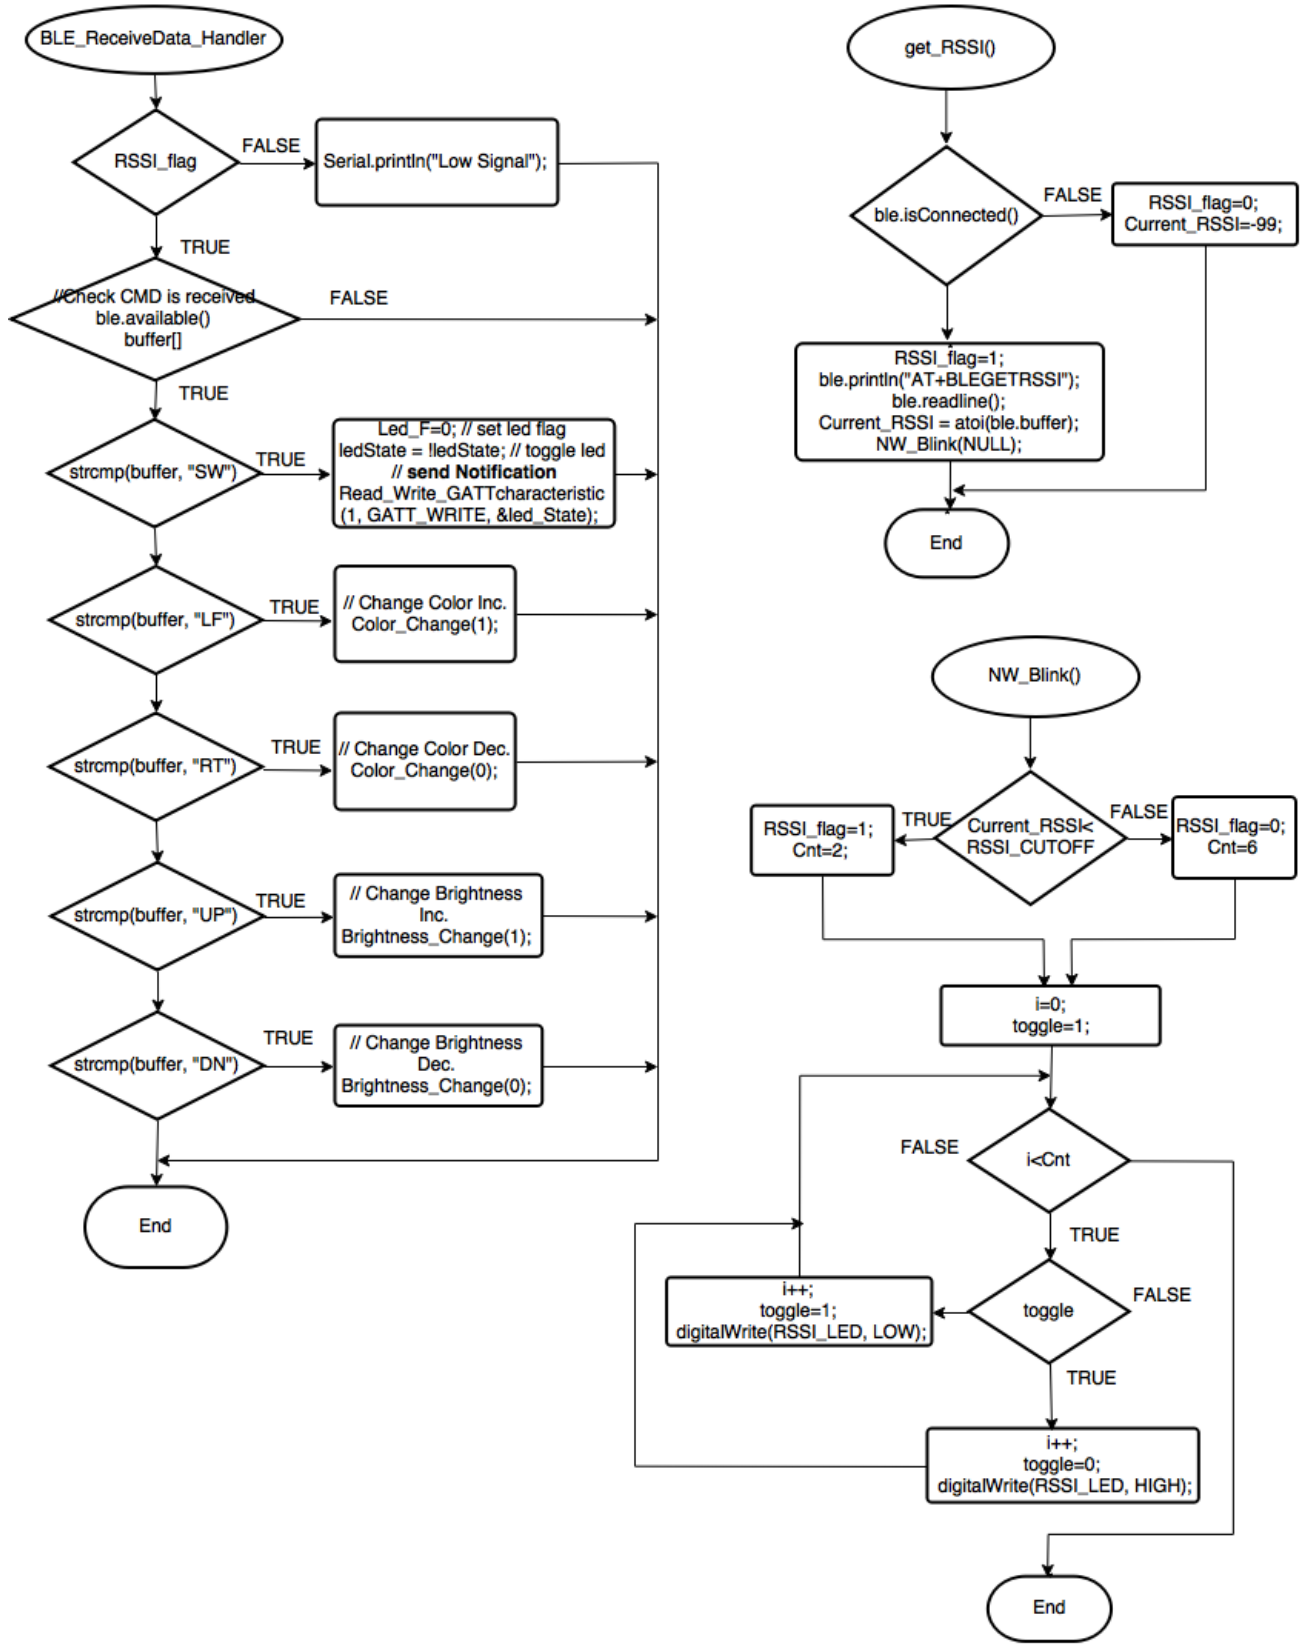 BLE_ReceiveData_Handler
RSSI_flag
FALSE
Serial.println("Low Signal");
TRUE
//Check CMD is received
ble.available()
buffer[]
FALSE
TRUE
strcmp(buffer, "SW")
TRUE
Led_F=0; // set led flag
ledState = !ledState; // toggle led
// send Notification
Read_Write_GATTcharacteristic
(1, GATT_WRITE, &led_State);
strcmp(buffer, "LF")
TRUE
// Change Color Inc.
Color_Change(1);
strcmp(buffer, "RT")
TRUE
// Change Color Dec.
Color_Change(0);
strcmp(buffer, "UP")
TRUE
// Change Brightness
Inc.
Brightness_Change(1);
strcmp(buffer, "DN")
TRUE
// Change Brightness
Dec.
Brightness_Change(0);
End
get_RSSI()
ble.isConnected()
FALSE
RSSI_flag=0;
Current_RSSI=-99;
RSSI_flag=1;
ble.println("AT+BLEGETRSSI");
ble.readline();
Current_RSSI = atoi(ble.buffer);
NW_Blink(NULL);
End
NW_Blink()
Current_RSSI<
RSSI_CUTOFF
TRUE
RSSI_flag=1;
Cnt=2;
FALSE
RSSI_flag=0;
Cnt=6
i=0;
toggle=1;
i<Cnt
FALSE
TRUE
toggle
FALSE
i++;
toggle=1;
digitalWrite(RSSI_LED, LOW);
TRUE
i++;
toggle=0;
digitalWrite(RSSI_LED, HIGH);
End